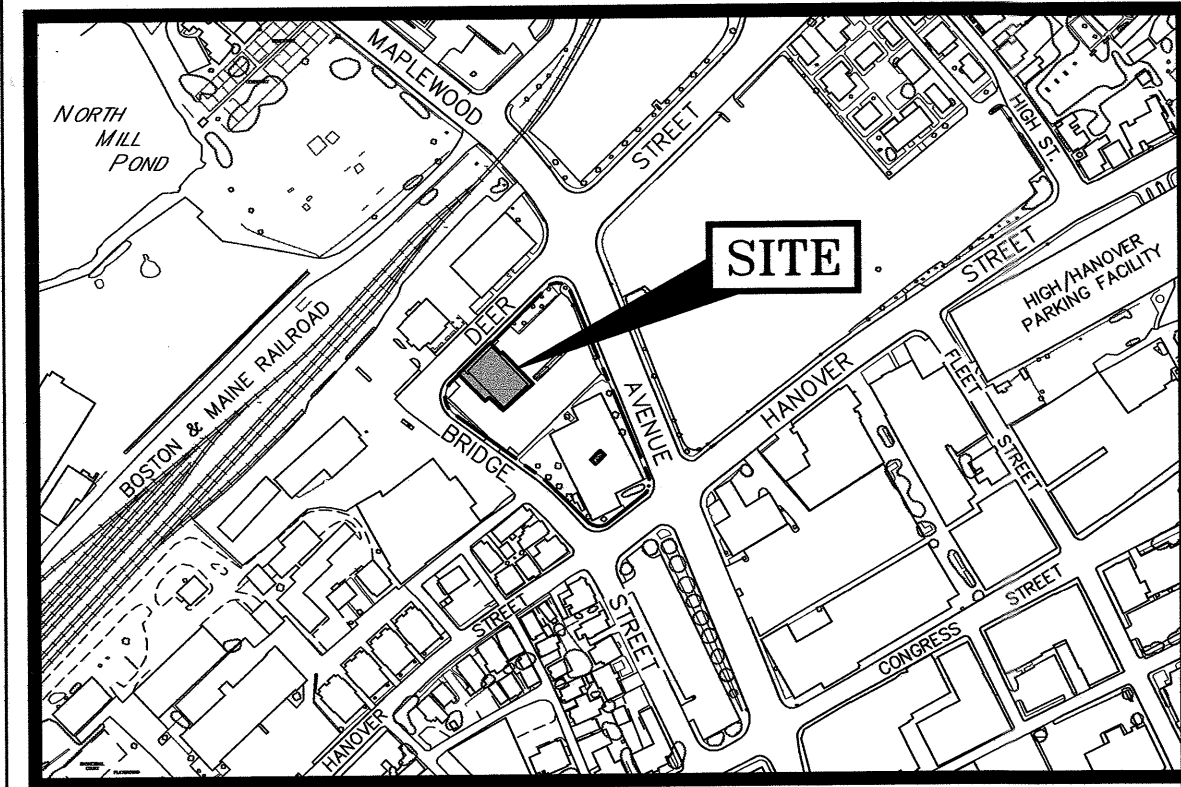 MAPLEWOOD
NORTH
MILL
POND
STREET
HIGH ST.
SITE
STREET
HIGH/HANOVER
PARKING FACILITY
DEER
BOSTON & MAINE RAILROAD
AVENUE
HANOVER
FLEET
STREET
BRIDGE
STREET
STREET
STREET
CONGRESS
HANOVER